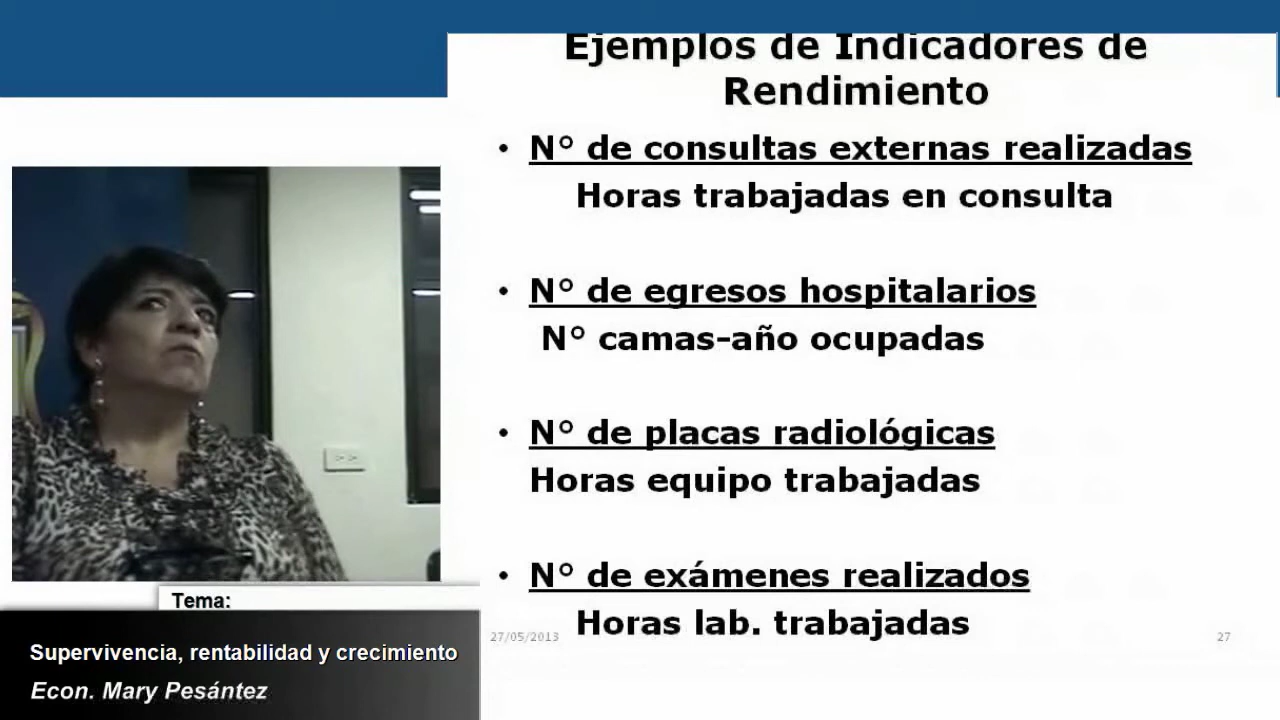 Ejemplos de Indicadores de
Rendimiento
• N° de consultas externas realizadas
Horas trabajadas en consulta
• N° de egresos hospitalarios
N° camas-año ocupadas
• N° de placas radiológicas
Horas equipo trabajadas
• N° de exámenes realizados
Horas lab. trabajadas
27/05/2013
27
Tema:
Supervivencia, rentabilidad y crecimiento
Econ. Mary Pesántez